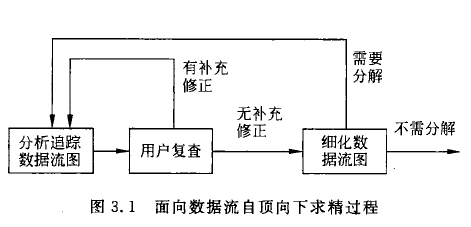 需要
分解
有补充
修正
无补充
修正
不需分解
分析追踪
数据流图
用户复查
细化数
据流图
图 3.1 面向数据流自顶向下求精过程